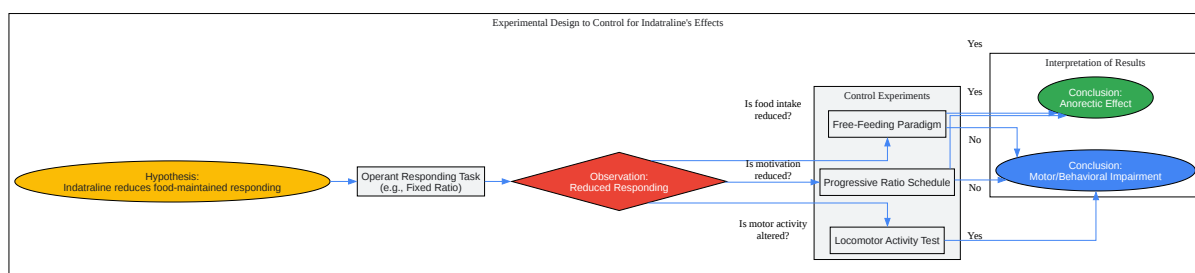 Experimental Design to Control for Indatraline's Effects
Hypothesis:
Indatraline reduces food-maintained responding
Operant Responding Task
(e.g., Fixed Ratio)
Observation:
Reduced Responding
Is food intake
reduced?
Is motivation
reduced?
Is motor activity
altered?
Control Experiments
Free-Feeding Paradigm
Progressive Ratio Schedule
Locomotor Activity Test
Yes
Yes
No
No
Yes
Interpretation of Results
Conclusion:
Anorectic Effect
Conclusion:
Motor/Behavioral Impairment